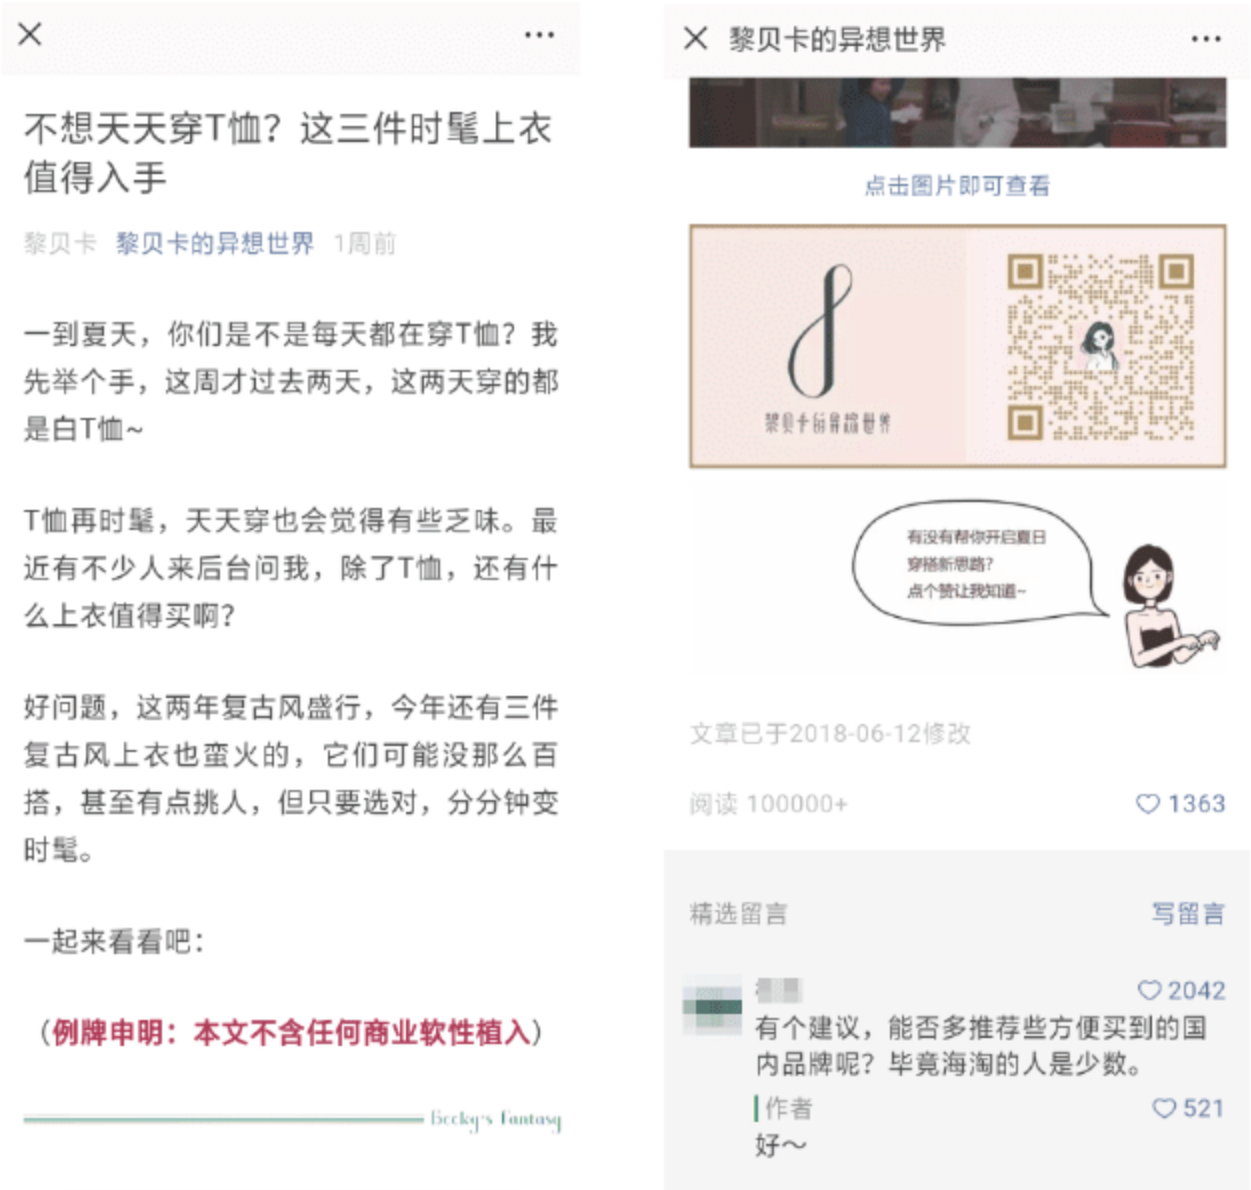 不想天天穿T恤？这三件时髦上衣
值得入手
黎贝卡 黎贝卡的异想世界 1周前
一到夏天，你们是不是每天都在穿T恤？我
先举个手，这周才过去两天，这两天穿的都
是白T恤~
T恤再时髦，天天穿也会觉得有些乏味。最
近有不少人来后台问我，除了T恤，还有什
么上衣值得买啊？
好问题，这两年复古风盛行，今年还有三件
复古风上衣也蛮火的，它们可能没那么百
搭，甚至有点挑人，但只要选对，分分钟变
时髦。
一起来看看吧：
（例牌申明：本文不含任何商业软性植入）
Becky's Fantasy
黎贝卡的异想世界
点击图片即可查看
黎贝卡的异想世界
有没有帮你开启夏日
穿搭新思路？
点个赞让我知道~
文章已于2018-06-12修改
阅读 100000+ 1363
精选留言 写留言
2042
有个建议，能否多推荐些方便买到的国
内品牌呢？毕竟海淘的人是少数。
作者 521
好～